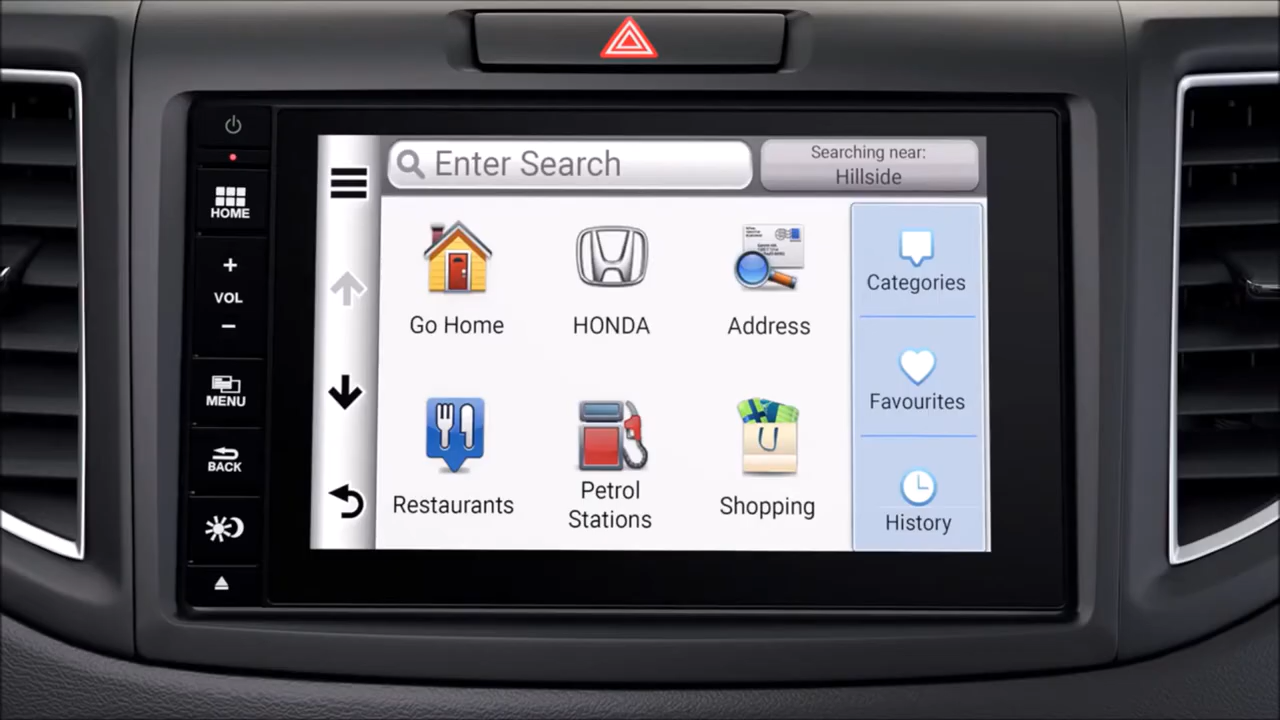 HOME
+
VOL
−
MENU
BACK
Enter Search
Searching near:
Hillside
Go Home
HONDA
Address
Restaurants
Petrol
Stations
Shopping
Categories
Favourites
History